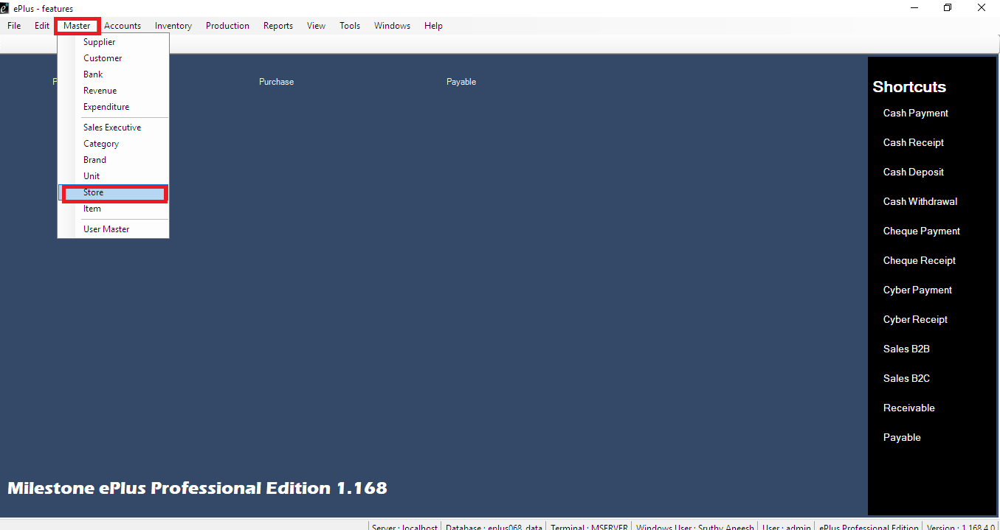 ePlus - features
File Edit Master Accounts Inventory Production Reports View Tools Windows Help
Supplier
Customer
Bank
Revenue
Expenditure
Sales Executive
Category
Brand
Unit
Store
Item
User Master
Purchase
Payable
Shortcuts
Cash Payment
Cash Receipt
Cash Deposit
Cash Withdrawal
Cheque Payment
Cheque Receipt
Cyber Payment
Cyber Receipt
Sales B2B
Sales B2C
Receivable
Payable
Milestone ePlus Professional Edition 1.168
Server : localhost Database : eplus068_data Terminal : MSERVER Windows User : Sruthy Aneesh User : admin ePlus Professional Edition Version : 1.168.4.0